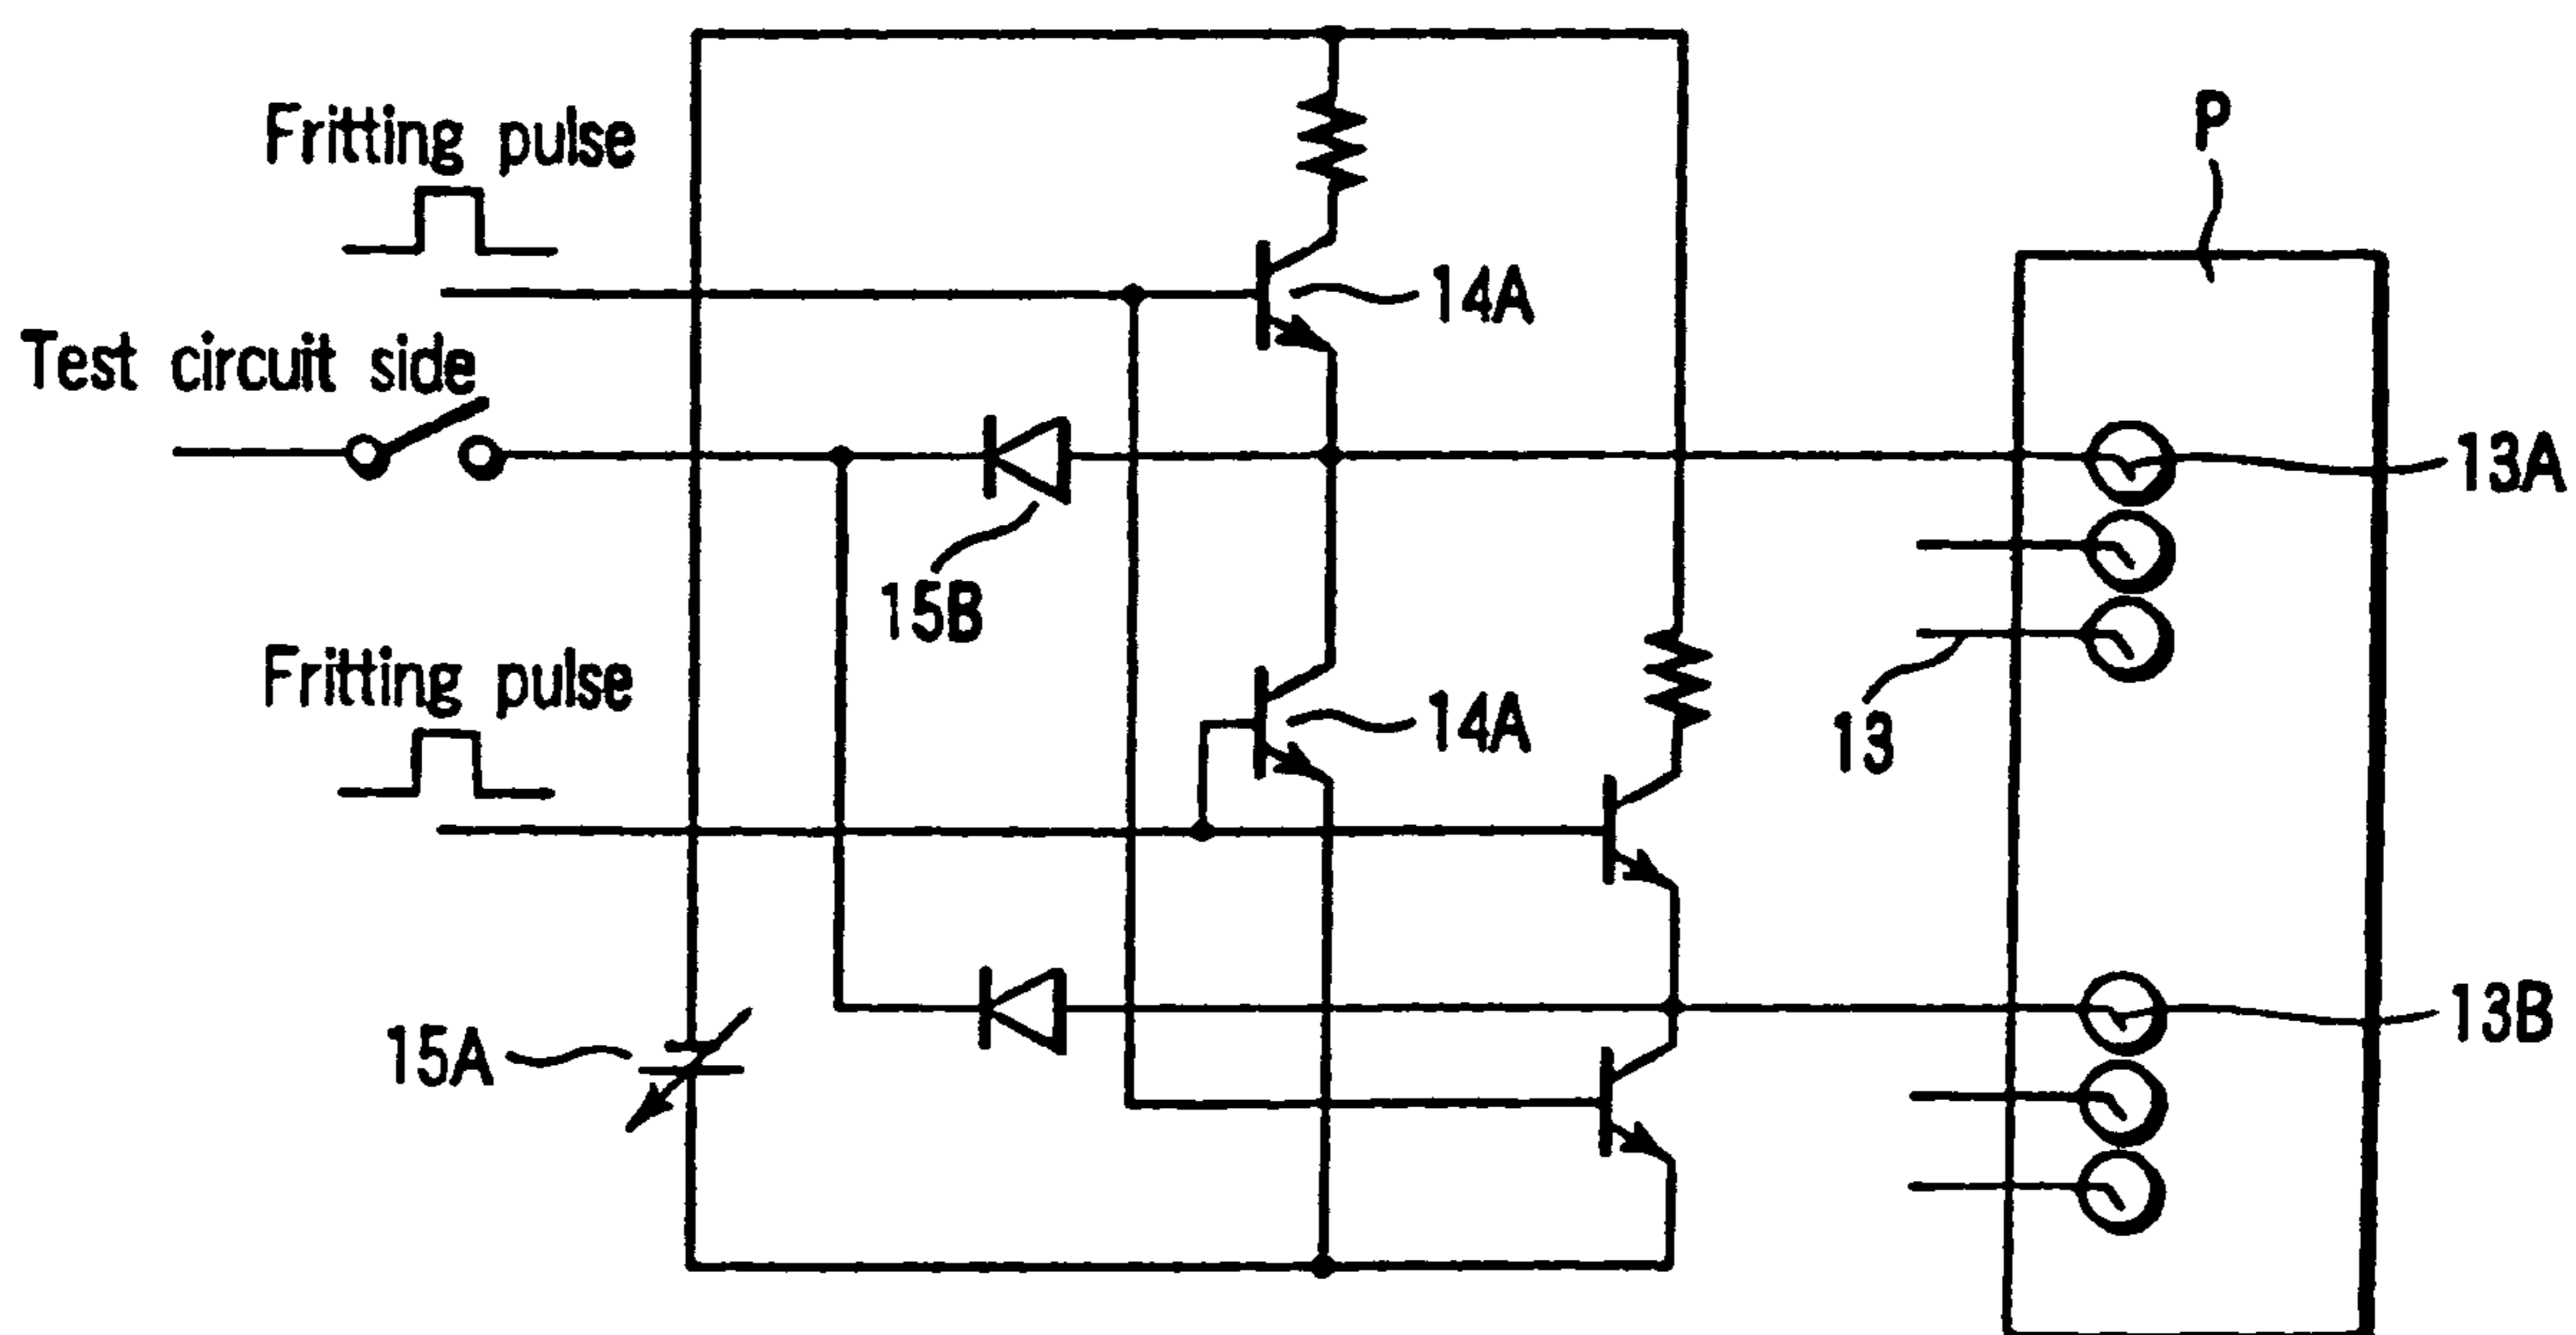 Fritting pulse
P
14A
Test circuit side
13A
15B
Fritting pulse
14A
13
15A
13B